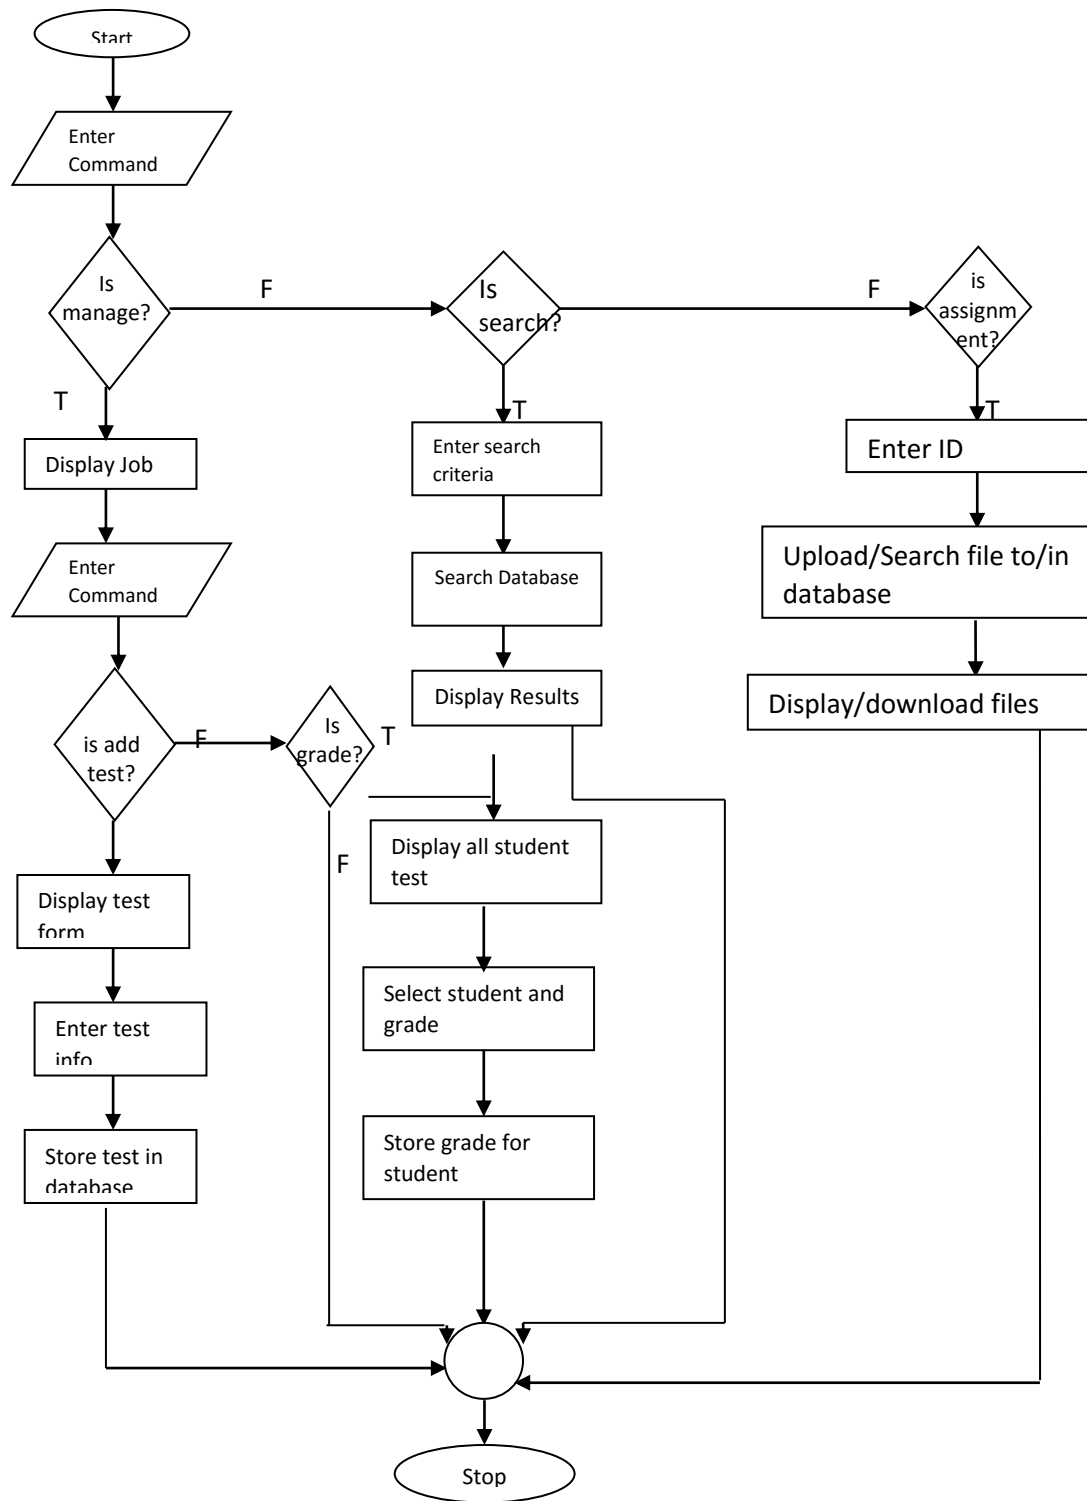 Start
Enter
Command
Is
manage?
F
Is
search?
F
is
assignm
ent?
T
T
T
Display Job
Enter search
criteria
Enter ID
Enter
Command
Search Database
Upload/Search file to/in
database
Display Results
Display/download files
is add
test?
F
Is
grade?
T
F
Display all student
test
Display test
form
Select student and
grade
Enter test
info
Store grade for
student
Store test in
database
Stop